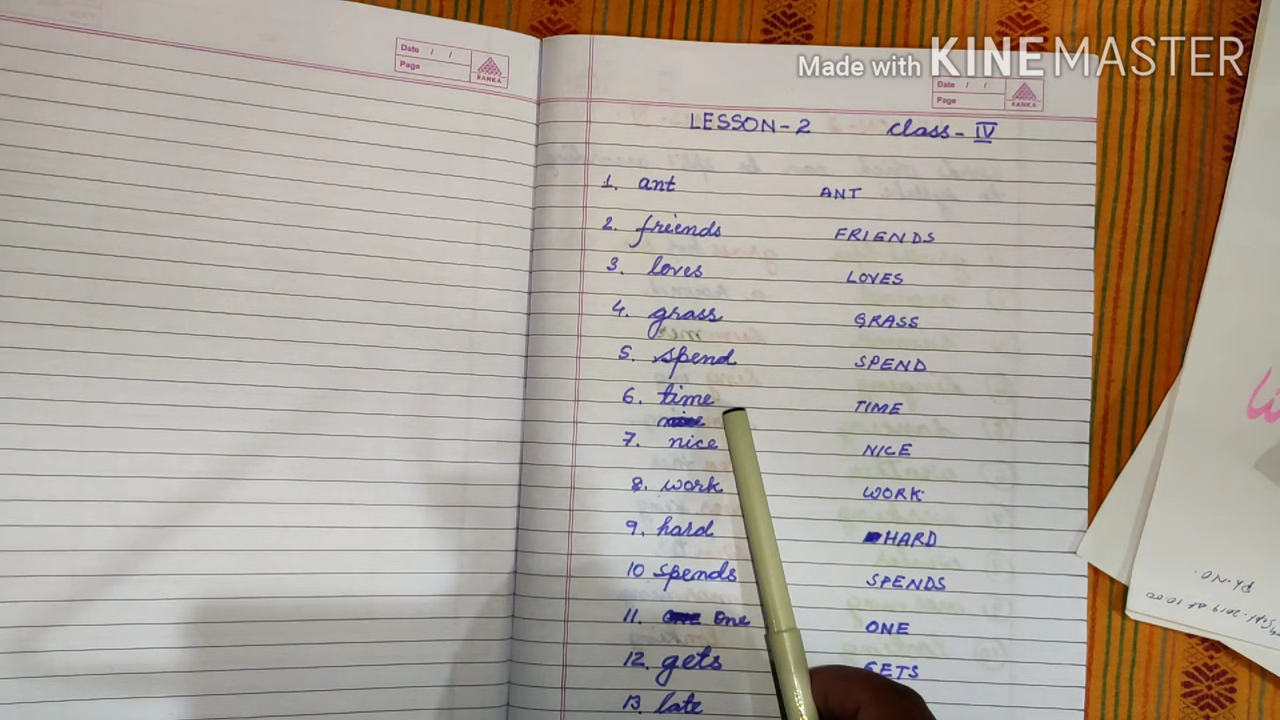 Made with KINEMASTER
Date / /
Page
RANKA
Date / /
Page
RANKA
LESSON-2 class-IV
1. ant ANT
2. friends FRIENDS
3. loves LOVES
4. grass GRASS
5. spend SPEND
6. time TIME
7. nice NICE
8. work WORK
9. hard HARD
10 spends SPENDS
11. one ONE
12. gets GETS
13. late